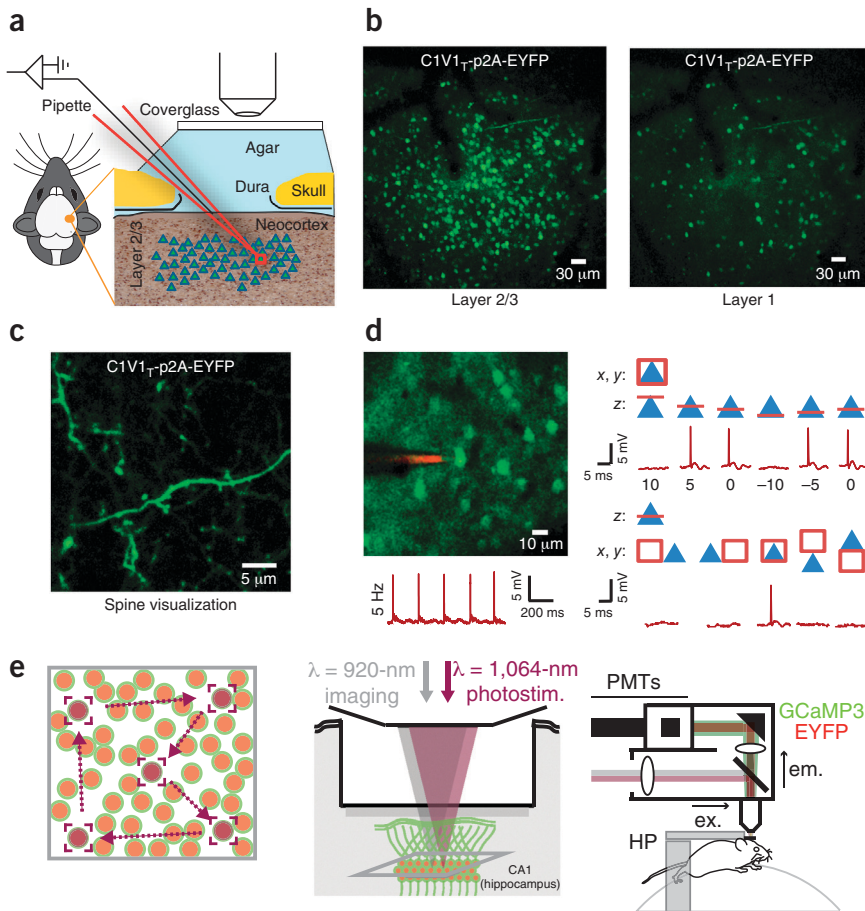 a
Pipette
Coverglass
Agar
Dura
Skull
Neocortex
Layer 2/3
b
C1V1T-p2A-EYFP
30 μm
Layer 2/3
C1V1T-p2A-EYFP
30 μm
Layer 1
c
C1V1T-p2A-EYFP
5 μm
Spine visualization
d
10 μm
5 Hz
5 mV
200 ms
x, y:
z:
5 mV
5 ms
10 5 0 –10 –5 0
z:
x, y:
5 mV
5 ms
e
λ = 920-nm
imaging
λ = 1,064-nm
photostim.
CA1
(hippocampus)
PMTs
GCaMP3
EYFP
em.
ex.
HP